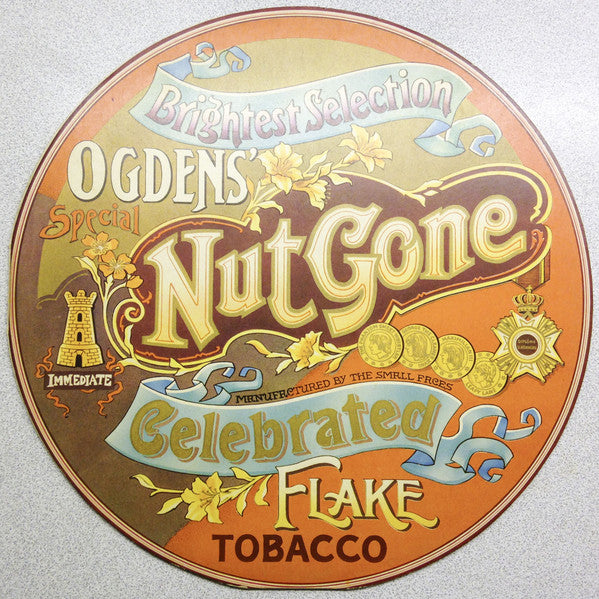 Brightest Selection
OGDENS'
Special
Nut Gone
IMMEDIATE
MANUFACTURED BY THE SMALL FACES
Celebrated
FLAKE
TOBACCO